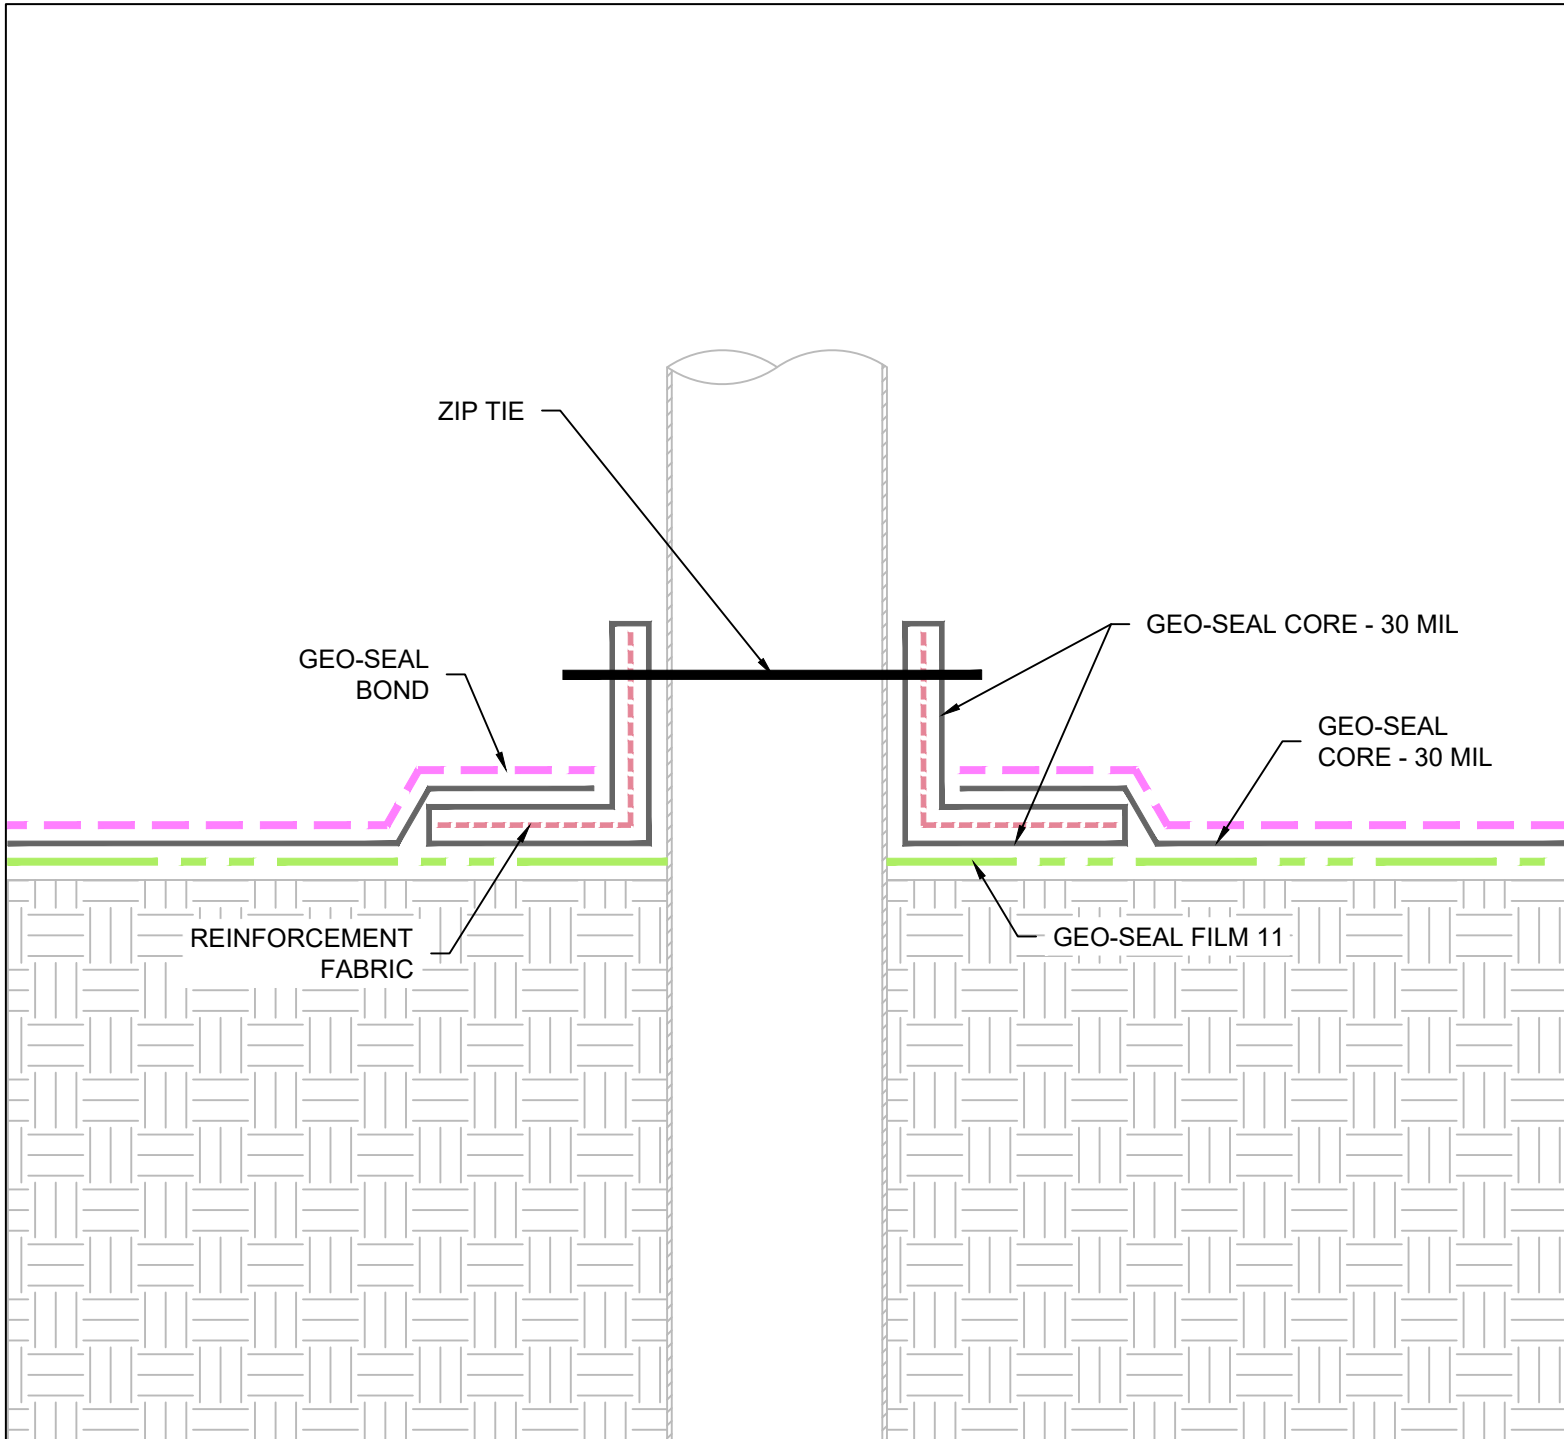 ZIP TIE
GEO-SEAL CORE - 30 MIL
GEO-SEAL
BOND
GEO-SEAL
CORE - 30 MIL
REINFORCEMENT
FABRIC
GEO-SEAL FILM 11